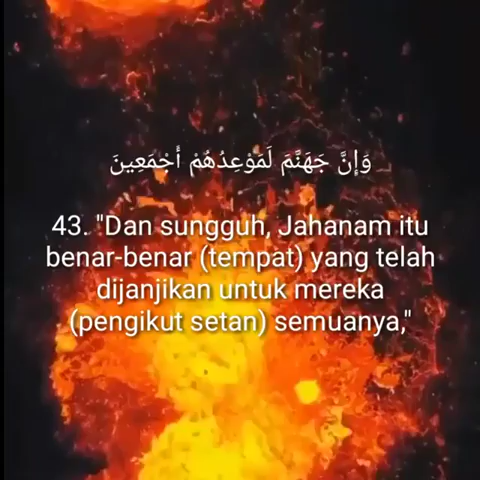 وَإِنَّ جَهَنَّمَ لَمَوْعِدُهُمْ أَجْمَعِينَ
43. "Dan sungguh, Jahanam itu
benar-benar (tempat) yang telah
dijanjikan untuk mereka
(pengikut setan) semuanya,"